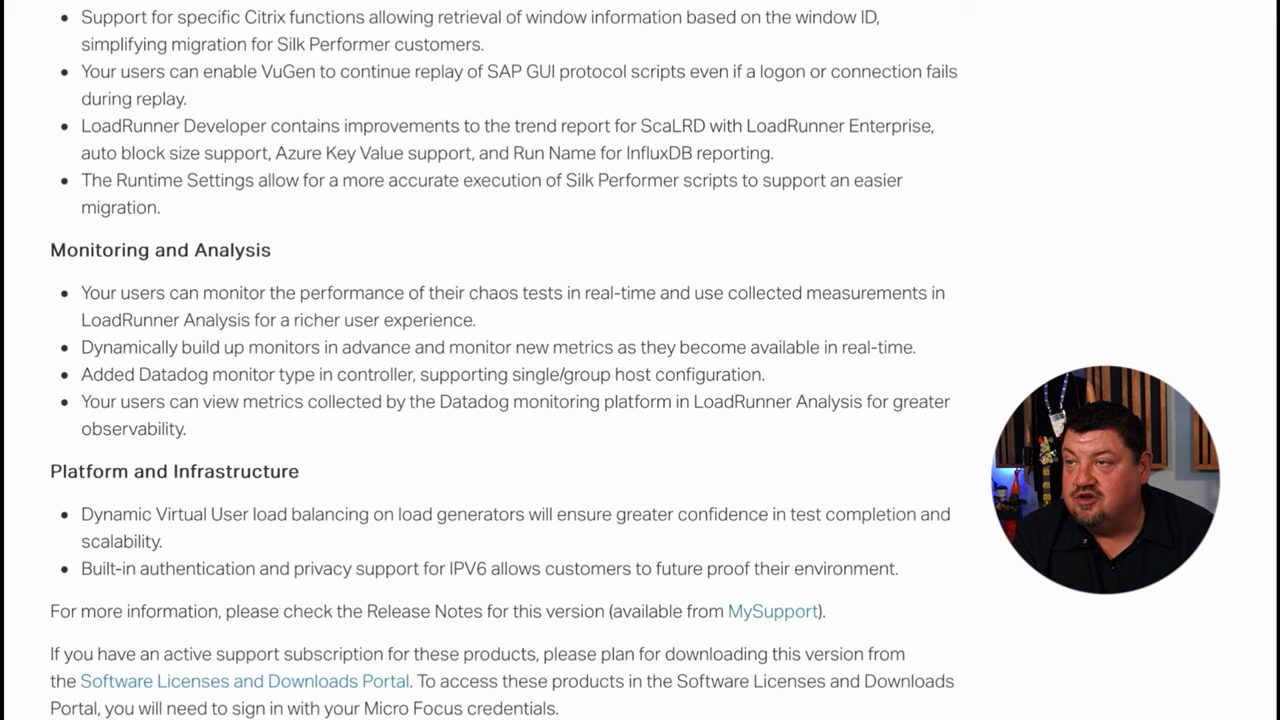 • Support for specific Citrix functions allowing retrieval of window information based on the window ID,
simplifying migration for Silk Performer customers.
• Your users can enable VuGen to continue replay of SAP GUI protocol scripts even if a logon or connection fails
during replay.
• LoadRunner Developer contains improvements to the trend report for ScaLRD with LoadRunner Enterprise,
auto block size support, Azure Key Value support, and Run Name for InfluxDB reporting.
• The Runtime Settings allow for a more accurate execution of Silk Performer scripts to support an easier
migration.
Monitoring and Analysis
• Your users can monitor the performance of their chaos tests in real-time and use collected measurements in
LoadRunner Analysis for a richer user experience.
• Dynamically build up monitors in advance and monitor new metrics as they become available in real-time.
• Added Datadog monitor type in controller, supporting single/group host configuration.
• Your users can view metrics collected by the Datadog monitoring platform in LoadRunner Analysis for greater
observability.
Platform and Infrastructure
• Dynamic Virtual User load balancing on load generators will ensure greater confidence in test completion and
scalability.
• Built-in authentication and privacy support for IPV6 allows customers to future proof their environment.
For more information, please check the Release Notes for this version (available from MySupport).
If you have an active support subscription for these products, please plan for downloading this version from
the Software Licenses and Downloads Portal. To access these products in the Software Licenses and Downloads
Portal, you will need to sign in with your Micro Focus credentials.